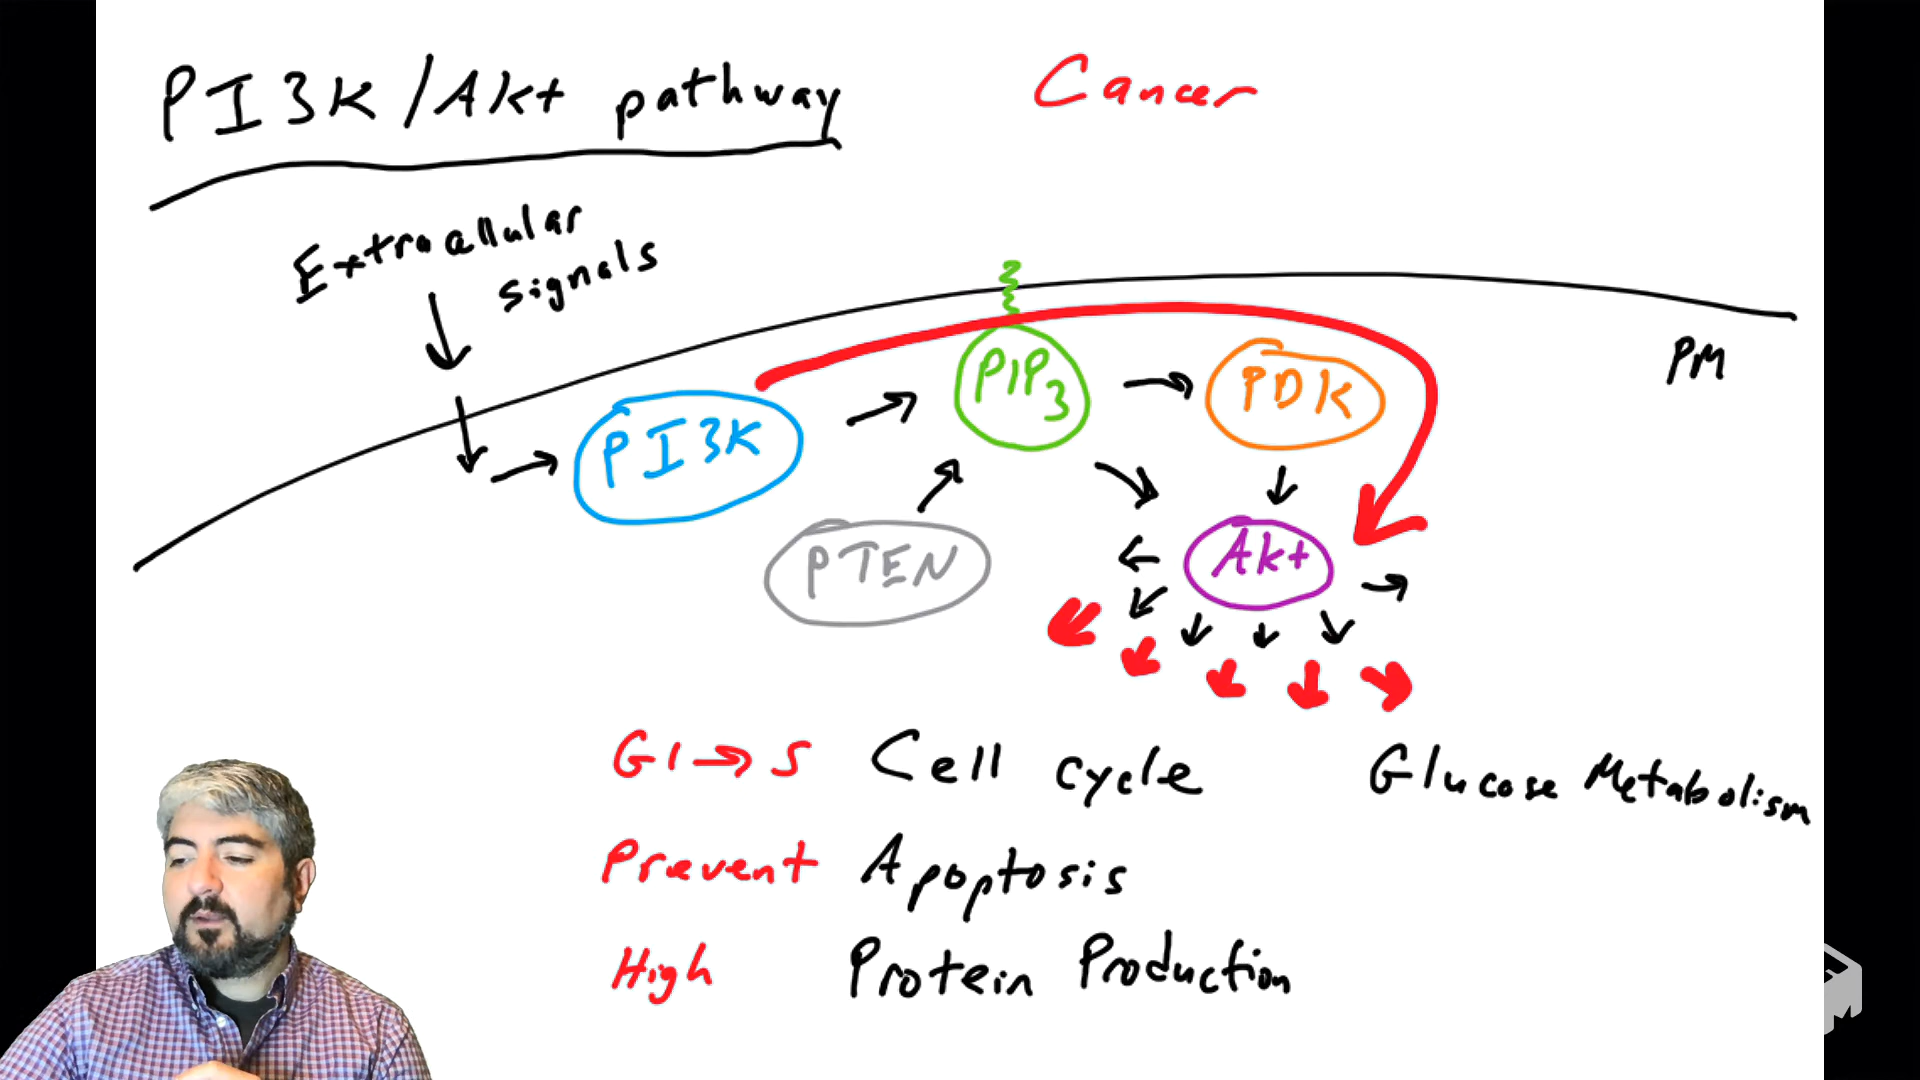 PI3K/Akt pathway
Cancer
Extracellular
signals
PM
PIP3
PDK
PI3K
PTEN
Akt
G1 → S Cell cycle
Glucose Metabolism
Prevent Apoptosis
High Protein Production